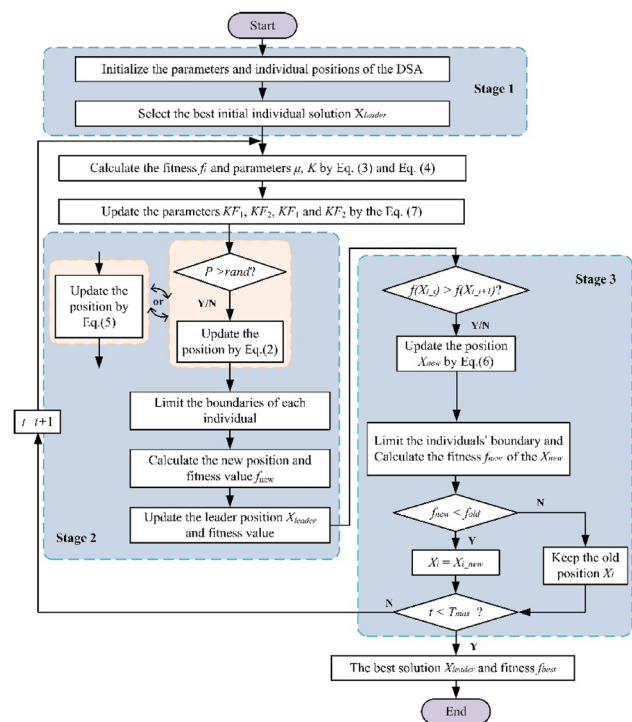 Start
Initialize the parameters and individual positions of the DSA
Select the best initial individual solution Xleader
Stage 1
Calculate the fitness fi and parameters μ, K by Eq. (3) and Eq. (4)
Update the parameters KF1, KF2, KF1 and KF2 by the Eq. (7)
Update the
position by
Eq.(5)
or
P >rand?
Y/N
Update the
position by Eq.(2)
Limit the boundaries of each
individual
Calculate the new position and
fitness value fnew
Update the leader position Xleader
and fitness value
Stage 2
t t+1
Stage 3
f(Xi_t) > f(Xi_t+1)?
Y/N
Update the position
Xnew by Eq.(6)
Limit the individuals' boundary and
Calculate the fitness fnew of the Xnew
fnew < fold
N
Y
Xi = Xi_new
Keep the old
position Xi
t < Tmax ?
N
Y
The best solution Xleader and fitness fbest
End